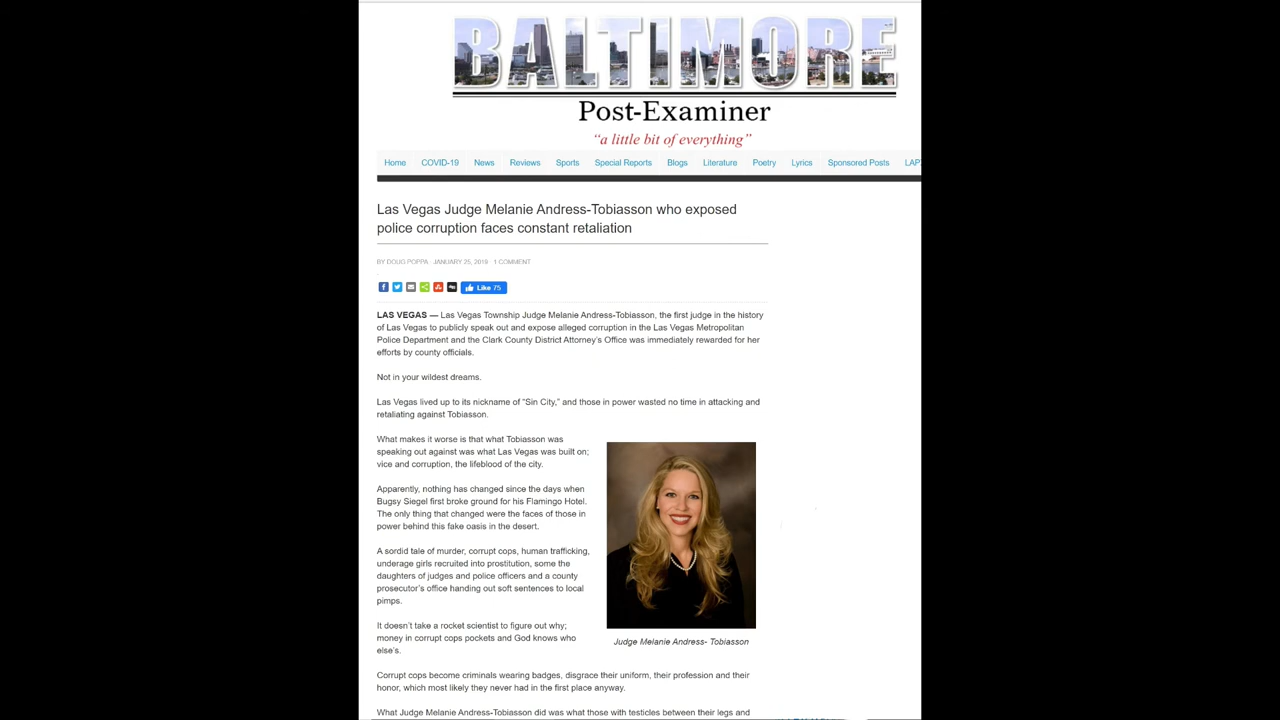 BALTIMORE
Post-Examiner
“a little bit of everything”
Home COVID-19 News Reviews Sports Special Reports Blogs Literature Poetry Lyrics Sponsored Posts LAP
Las Vegas Judge Melanie Andress-Tobiasson who exposed
police corruption faces constant retaliation
BY DOUG POPPA · JANUARY 25, 2019 · 1 COMMENT
Like 75
LAS VEGAS — Las Vegas Township Judge Melanie Andress-Tobiasson, the first judge in the history
of Las Vegas to publicly speak out and expose alleged corruption in the Las Vegas Metropolitan
Police Department and the Clark County District Attorney’s Office was immediately rewarded for her
efforts by county officials.
Not in your wildest dreams.
Las Vegas lived up to its nickname of “Sin City,” and those in power wasted no time in attacking and
retaliating against Tobiasson.
What makes it worse is that what Tobiasson was
speaking out against was what Las Vegas was built on;
vice and corruption, the lifeblood of the city.
Apparently, nothing has changed since the days when
Bugsy Siegel first broke ground for his Flamingo Hotel.
The only thing that changed were the faces of those in
power behind this fake oasis in the desert.
A sordid tale of murder, corrupt cops, human trafficking,
underage girls recruited into prostitution, some the
daughters of judges and police officers and a county
prosecutor’s office handing out soft sentences to local
pimps.
It doesn’t take a rocket scientist to figure out why;
money in corrupt cops pockets and God knows who
else’s.
Judge Melanie Andress- Tobiasson
Corrupt cops become criminals wearing badges, disgrace their uniform, their profession and their
honor, which most likely they never had in the first place anyway.
What Judge Melanie Andress-Tobiasson did was what those with testicles between their legs and